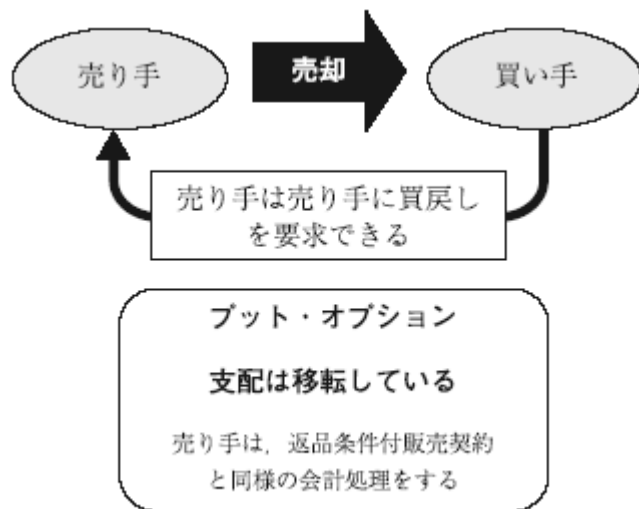 売り手
売却
買い手
売り手は売り手に買戻し
を要求できる
プット・オプション
支配は移転している
売り手は，返品条件付販売契約
と同様の会計処理をする